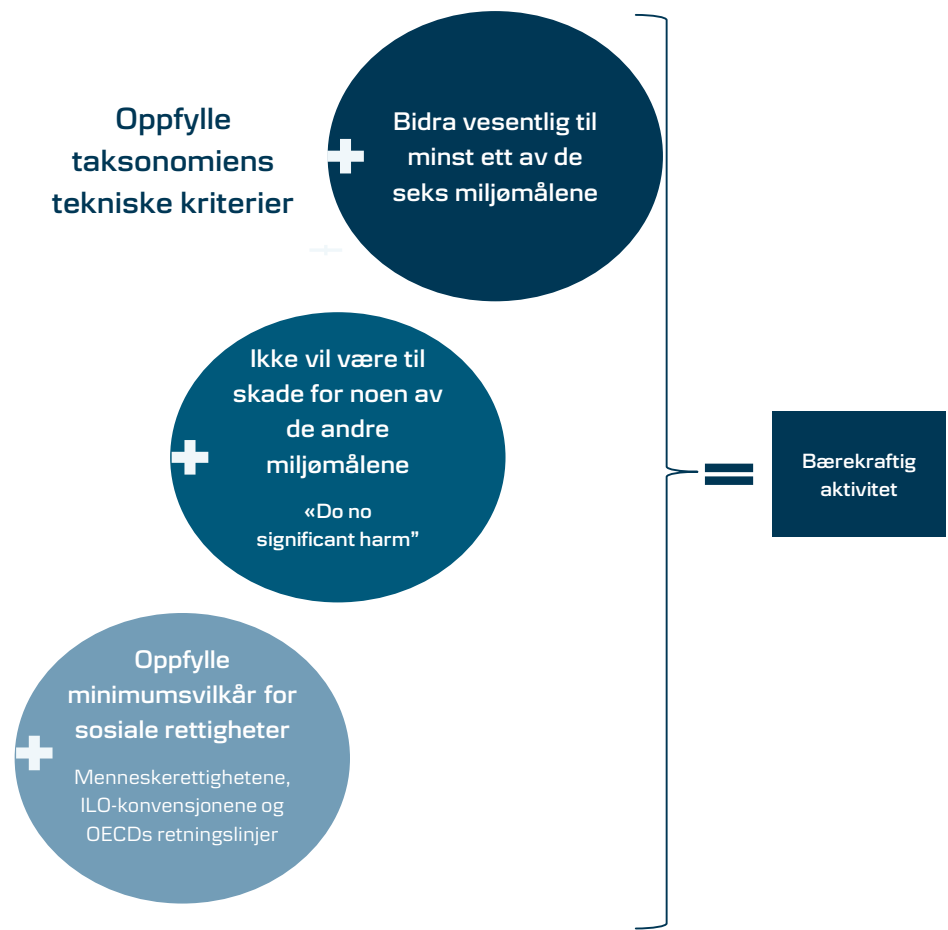 Oppfylle
taksonomiens
tekniske kriterier
Bidra vesentlig til
minst ett av de
seks miljømålene
Ikke vil være til
skade for noen av
de andre
miljømålene
«Do no
significant harm”
Oppfylle
minimumsvilkår for
sosiale rettigheter
Menneskerettighetene,
ILO-konvensjonene og
OECDs retningslinjer
Bærekraftig
aktivitet